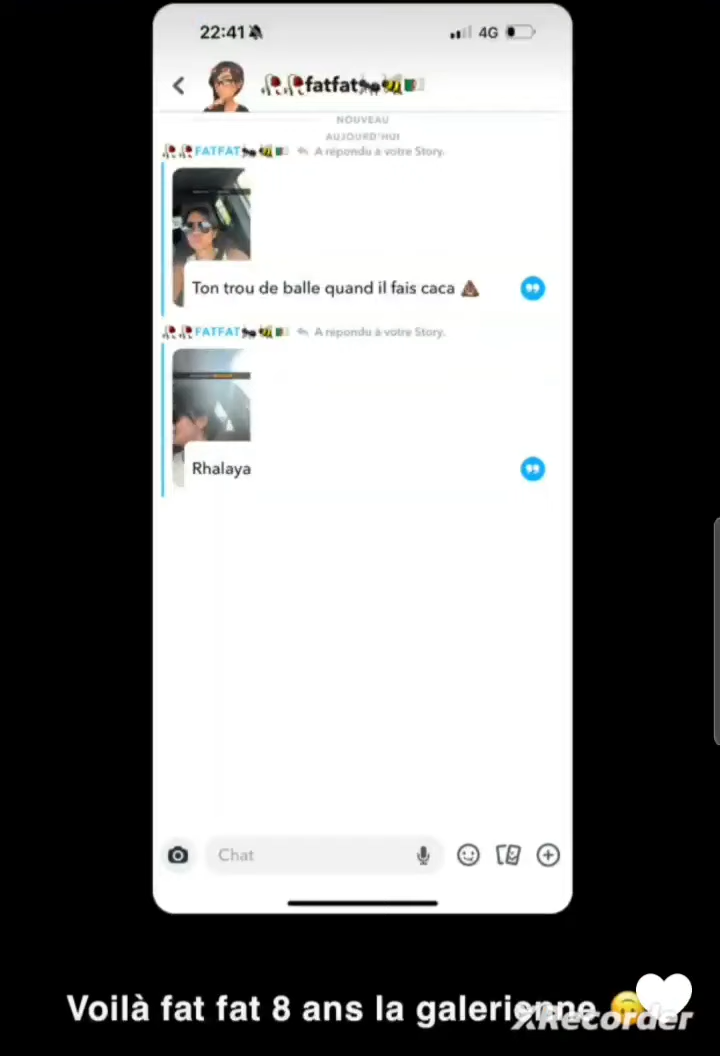 22:41
4G
fatfat
NOUVEAU
AUJOURD'HUI
FATFAT A répondu à votre Story.
Ton trou de balle quand il fais caca 💩
FATFAT A répondu à votre Story.
Rhalaya
Chat
Voilà fat fat 8 ans la galerienne
XRecorder